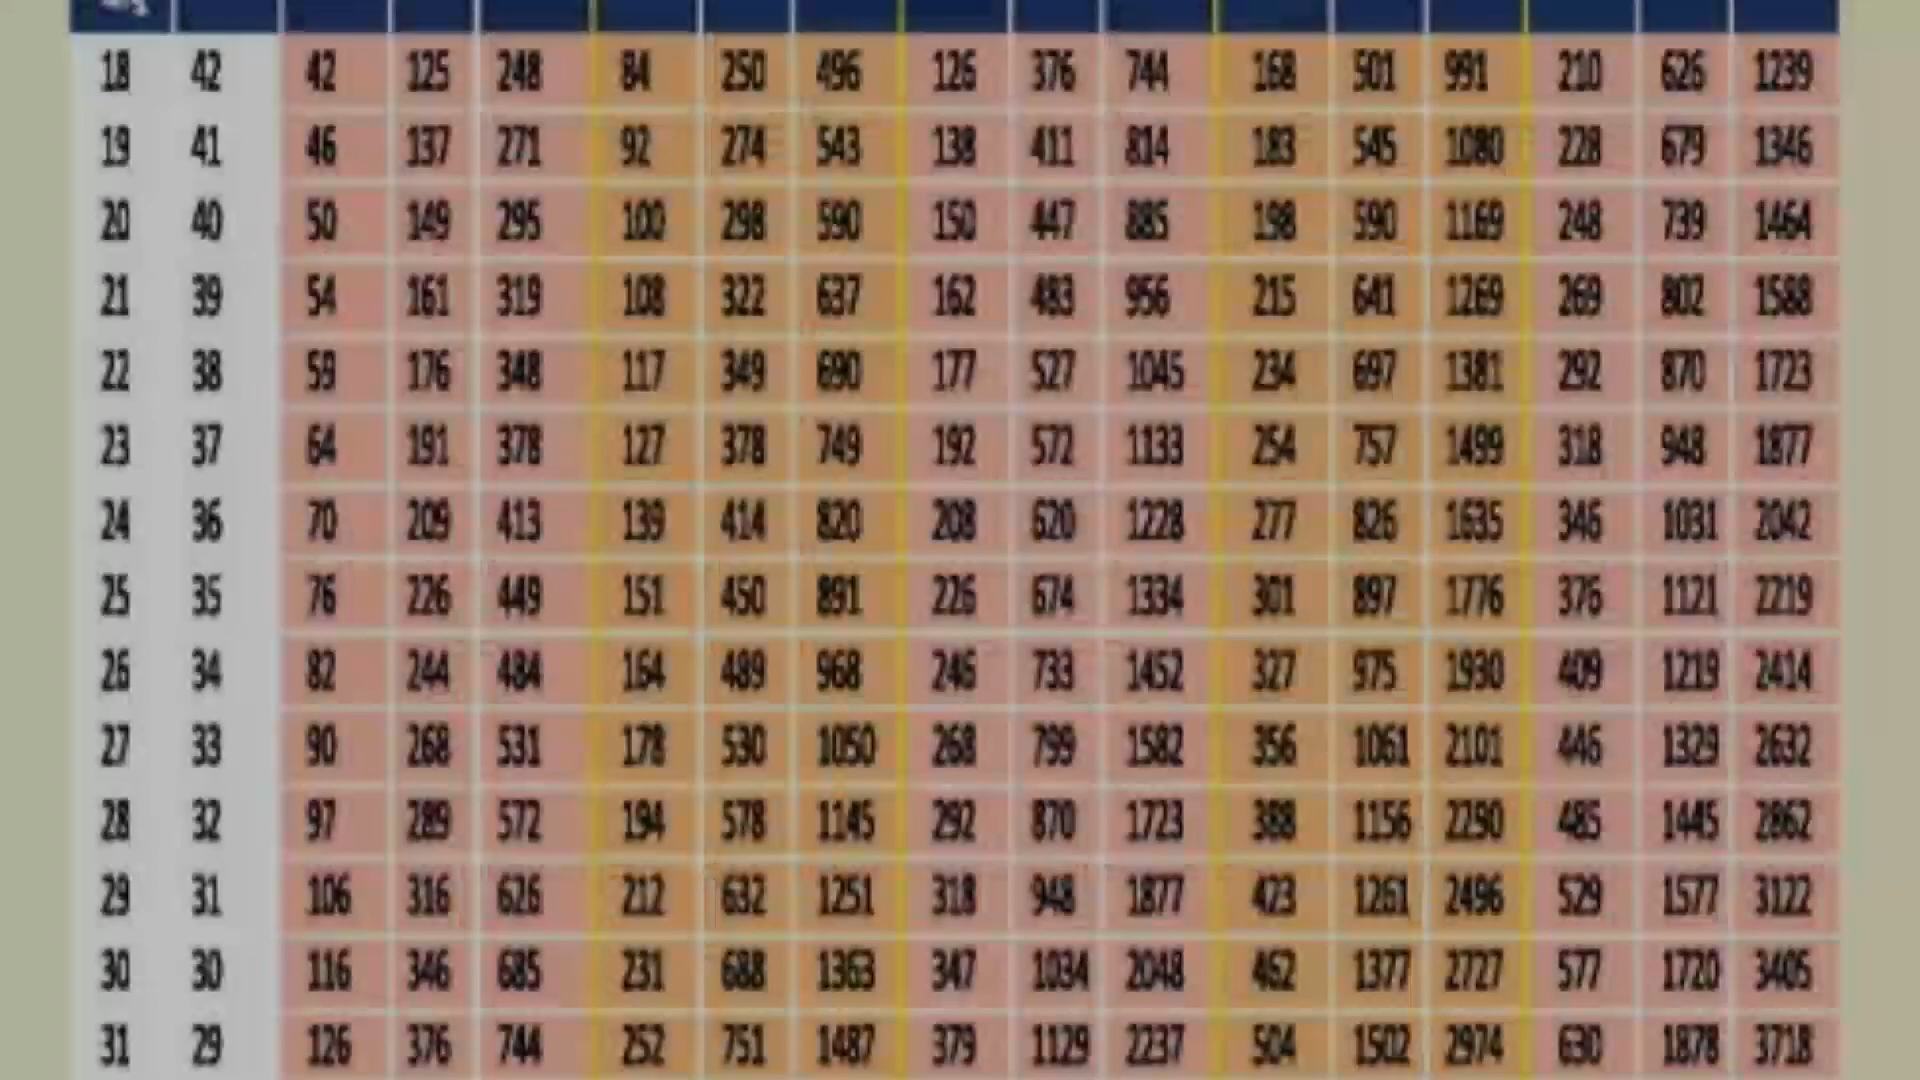 18 42 42 125 248 84 250 496 126 376 744 168 501 991 210 626 1239
19 41 46 137 271 92 274 543 138 411 814 183 545 1080 228 679 1346
20 40 50 149 295 100 298 590 150 447 885 198 590 1169 248 739 1464
21 39 54 161 319 108 322 637 162 483 956 215 641 1269 269 802 1588
22 38 59 176 348 117 349 690 177 527 1045 234 697 1381 292 870 1723
23 37 64 191 378 127 378 749 192 572 1133 254 757 1499 318 948 1877
24 36 70 209 413 139 414 820 208 620 1228 277 826 1635 346 1031 2042
25 35 76 226 449 151 450 891 226 674 1334 301 897 1776 376 1121 2219
26 34 82 244 484 164 489 968 246 733 1452 327 975 1930 409 1219 2414
27 33 90 268 531 178 530 1050 268 799 1582 356 1061 2101 446 1329 2632
28 32 97 289 572 194 578 1145 292 870 1723 388 1156 2290 485 1445 2862
29 31 106 316 626 212 632 1251 318 948 1877 423 1261 2496 529 1577 3122
30 30 116 346 685 231 688 1363 347 1034 2048 462 1377 2727 577 1720 3405
31 29 126 376 744 252 751 1487 379 1129 2237 504 1502 2974 630 1878 3718